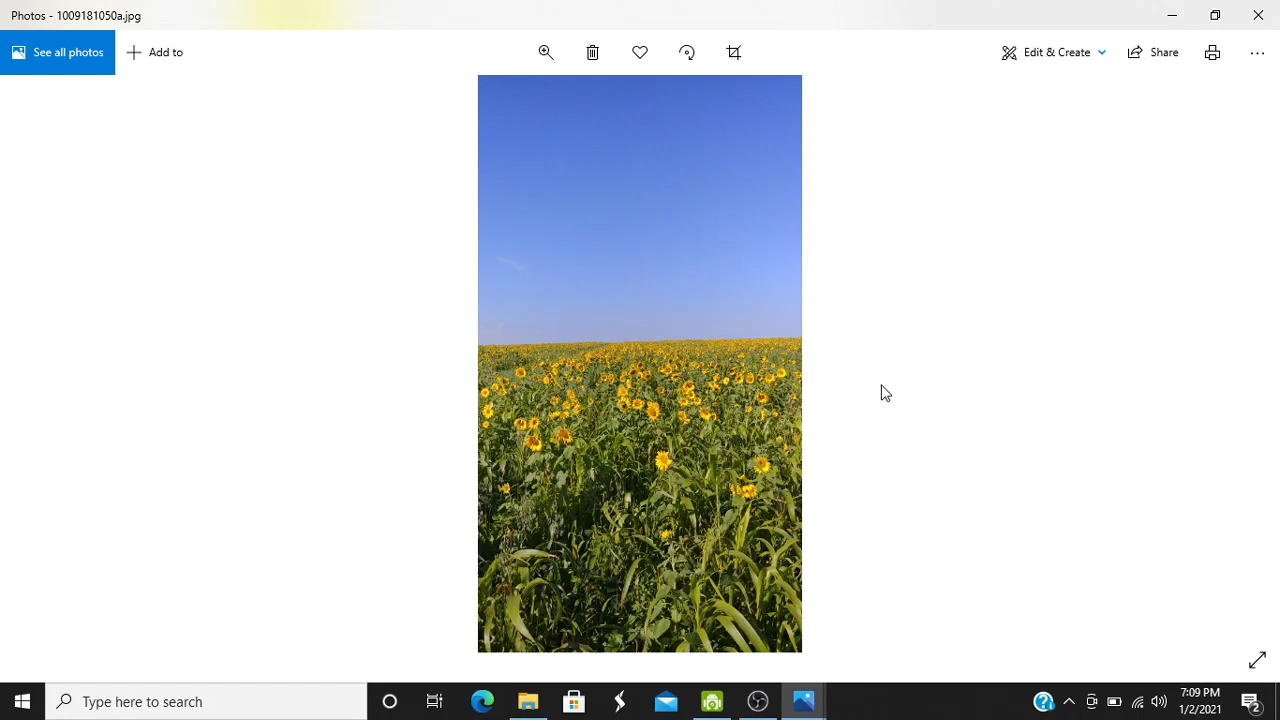 Photos - 1009181050a.jpg
See all photos
Add to
Edit & Create
Share
Type here to search
7:09 PM
1/2/2021
2